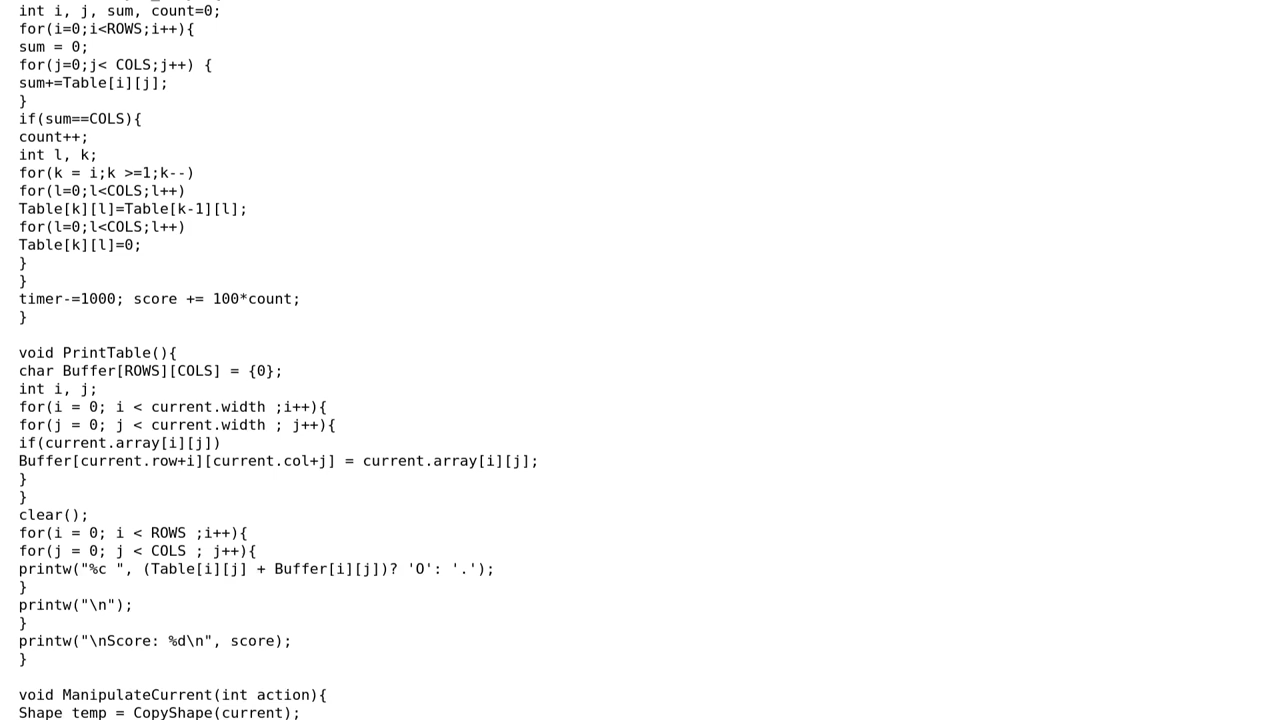 int i, j, sum, count=0;
for(i=0;i<ROWS;i++){
sum = 0;
for(j=0;j< COLS;j++) {
sum+=Table[i][j];
}
if(sum==COLS){
count++;
int l, k;
for(k = i;k >=1;k--)
for(l=0;l<COLS;l++)
Table[k][l]=Table[k-1][l];
for(l=0;l<COLS;l++)
Table[k][l]=0;
}
}
timer-=1000; score += 100*count;
}

void PrintTable(){
char Buffer[ROWS][COLS] = {0};
int i, j;
for(i = 0; i < current.width ;i++){
for(j = 0; j < current.width ; j++){
if(current.array[i][j])
Buffer[current.row+i][current.col+j] = current.array[i][j];
}
}
clear();
for(i = 0; i < ROWS ;i++){
for(j = 0; j < COLS ; j++){
printw("%c ", (Table[i][j] + Buffer[i][j])? 'O': '.');
}
printw("\n");
}
printw("\nScore: %d\n", score);
}

void ManipulateCurrent(int action){
Shape temp = CopyShape(current);